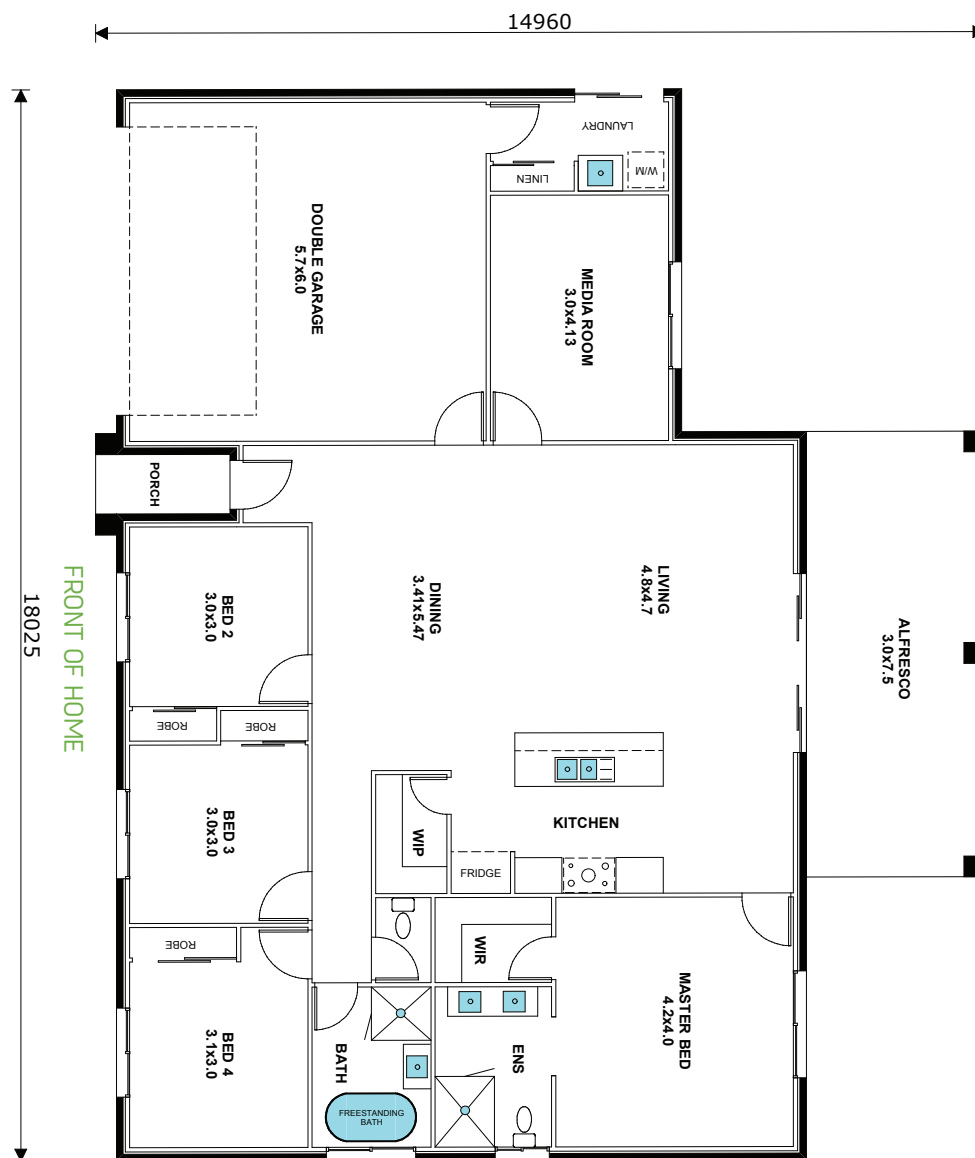 14960
LAUNDRY
W/M
LINEN
DOUBLE GARAGE
5.7x6.0
MEDIA ROOM
3.0x4.13
PORCH
FRONT OF HOME
18025
BED 2
3.0x3.0
DINING
3.41x5.47
LIVING
4.8x4.7
ALFRESCO
3.0x7.5
ROBE
ROBE
BED 3
3.0x3.0
WIP
KITCHEN
FRIDGE
ROBE
WIR
MASTER BED
4.2x4.0
BED 4
3.1x3.0
BATH
ENS
FREESTANDING
BATH